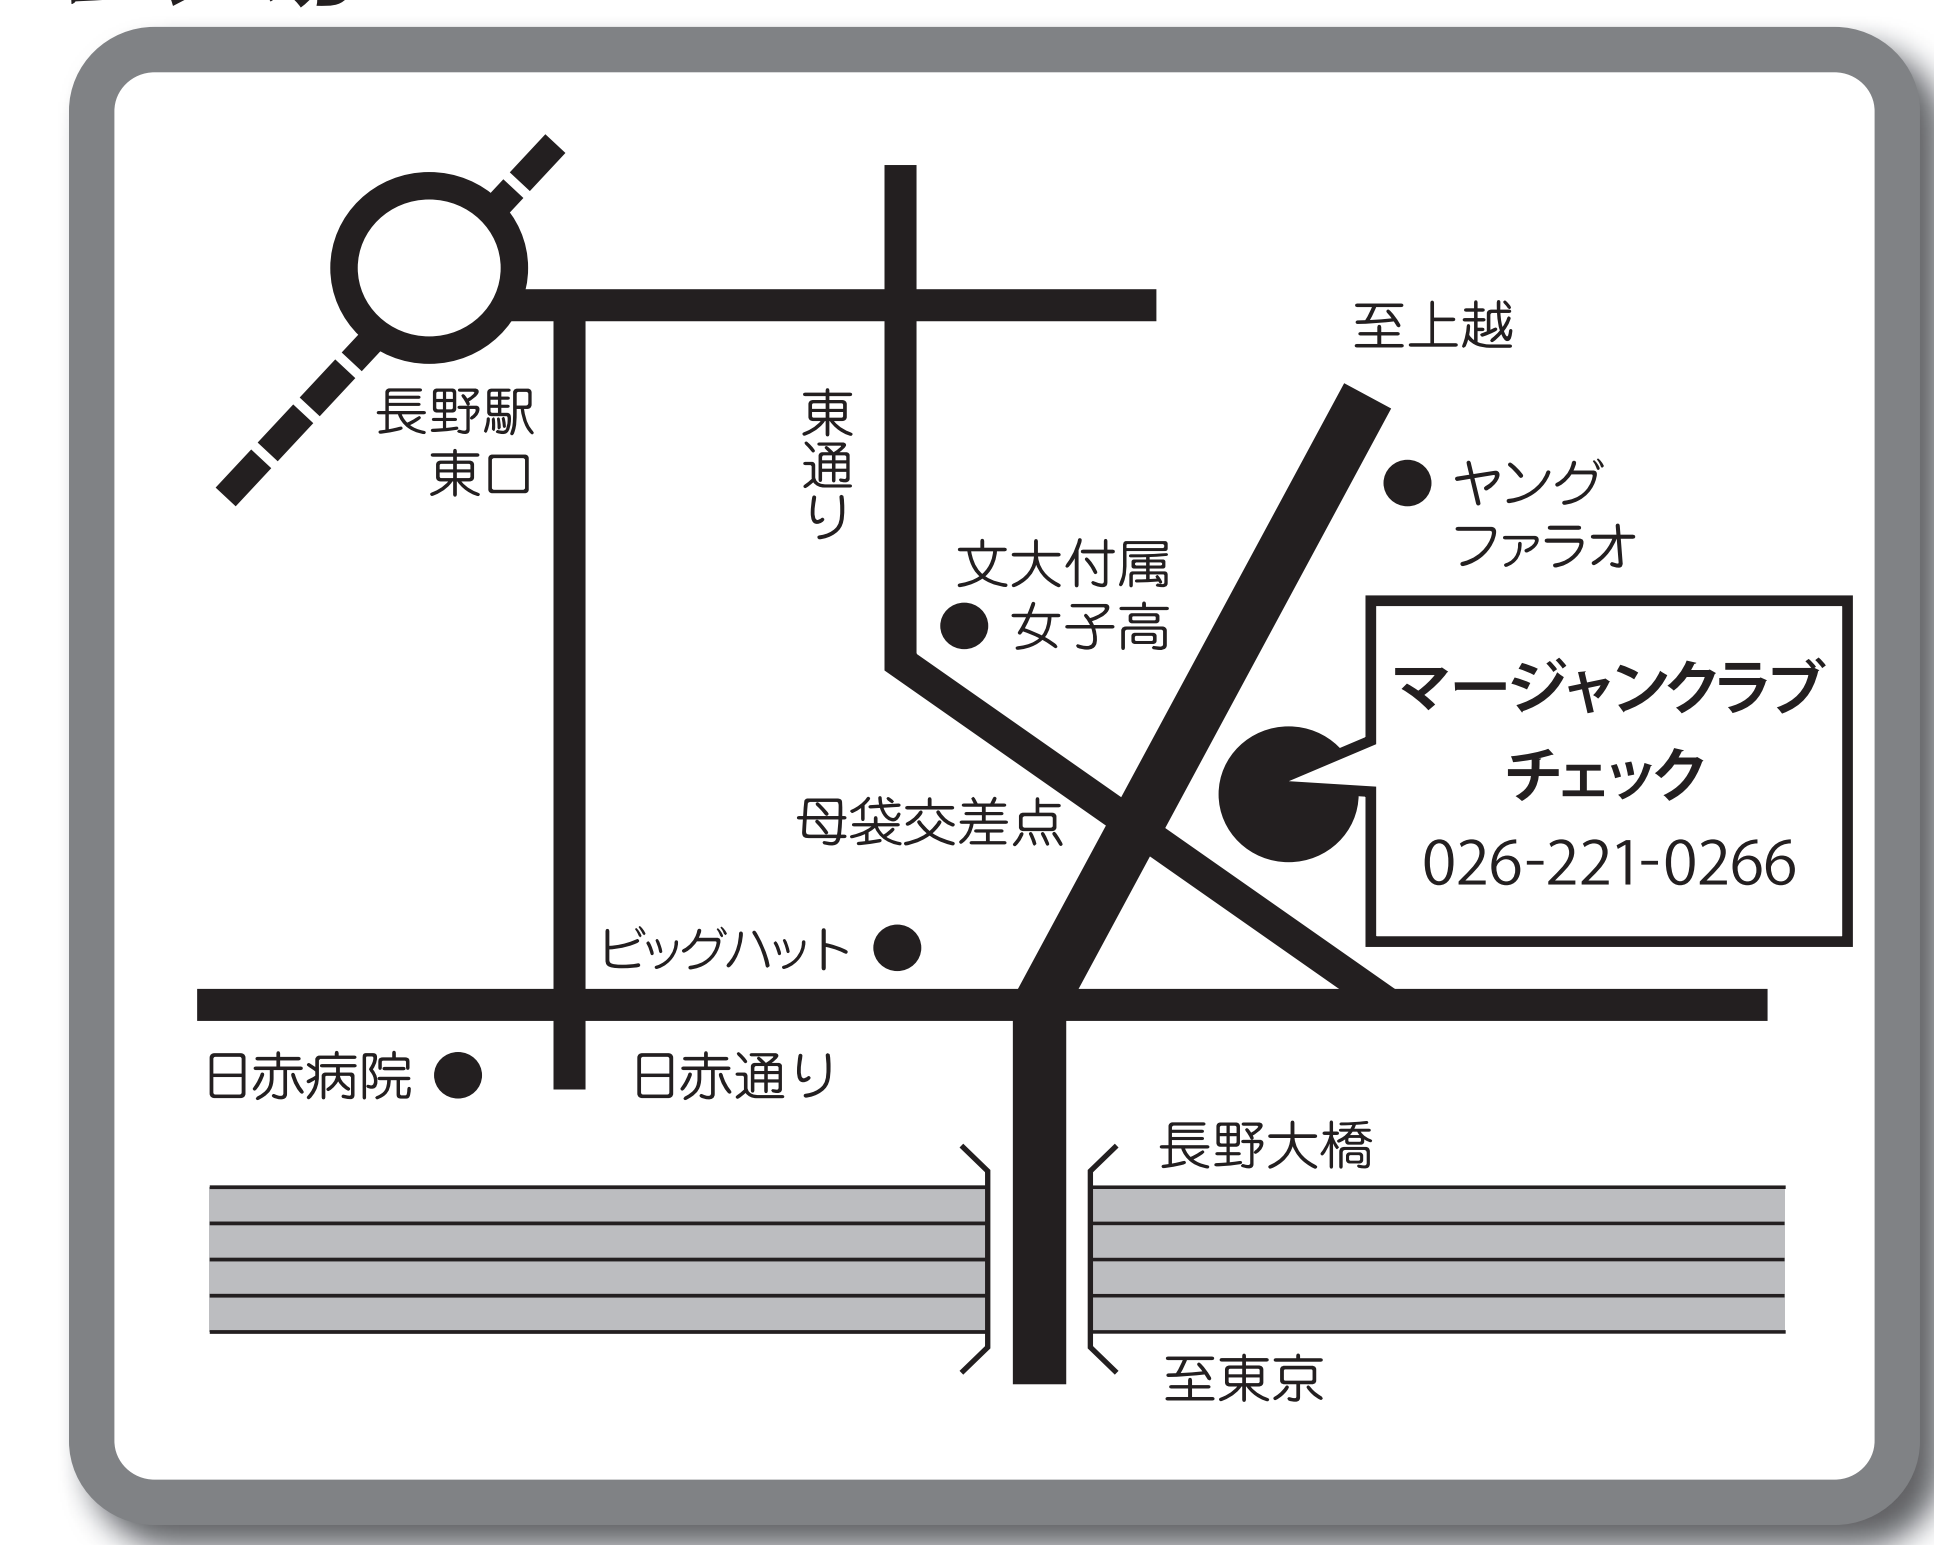 至上越
長野駅
東口
東通り
ヤング
ファラオ
文大付属
女子高
マージャンクラブ
チェック
026-221-0266
母袋交差点
ビッグハット
日赤病院
日赤通り
長野大橋
至東京